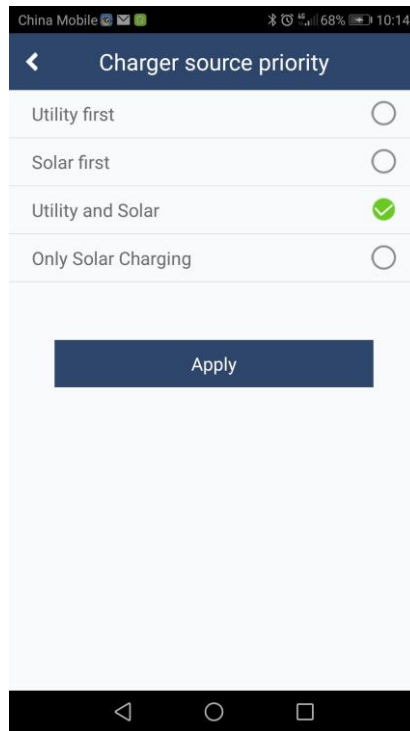 China Mobile 68% 10:14
Charger source priority
Utility first
Solar first
Utility and Solar
Only Solar Charging
Apply